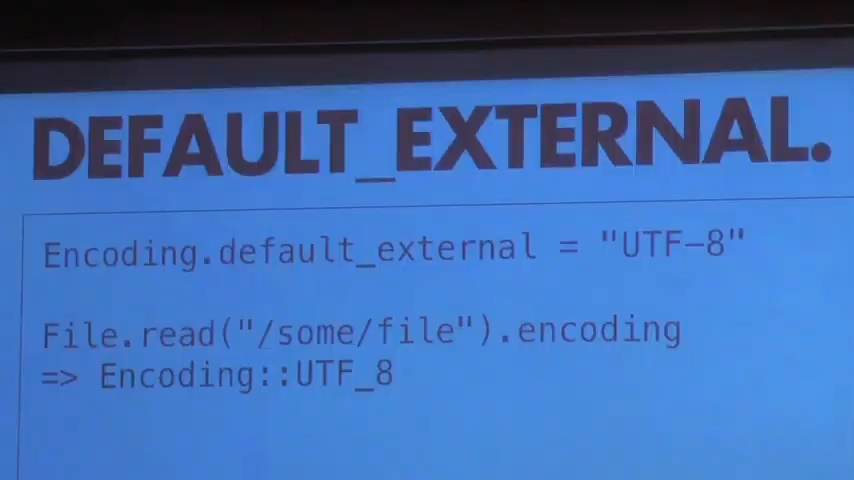 DEFAULT_EXTERNAL.
Encoding.default_external = "UTF-8"
File.read("/some/file").encoding
=> Encoding::UTF_8